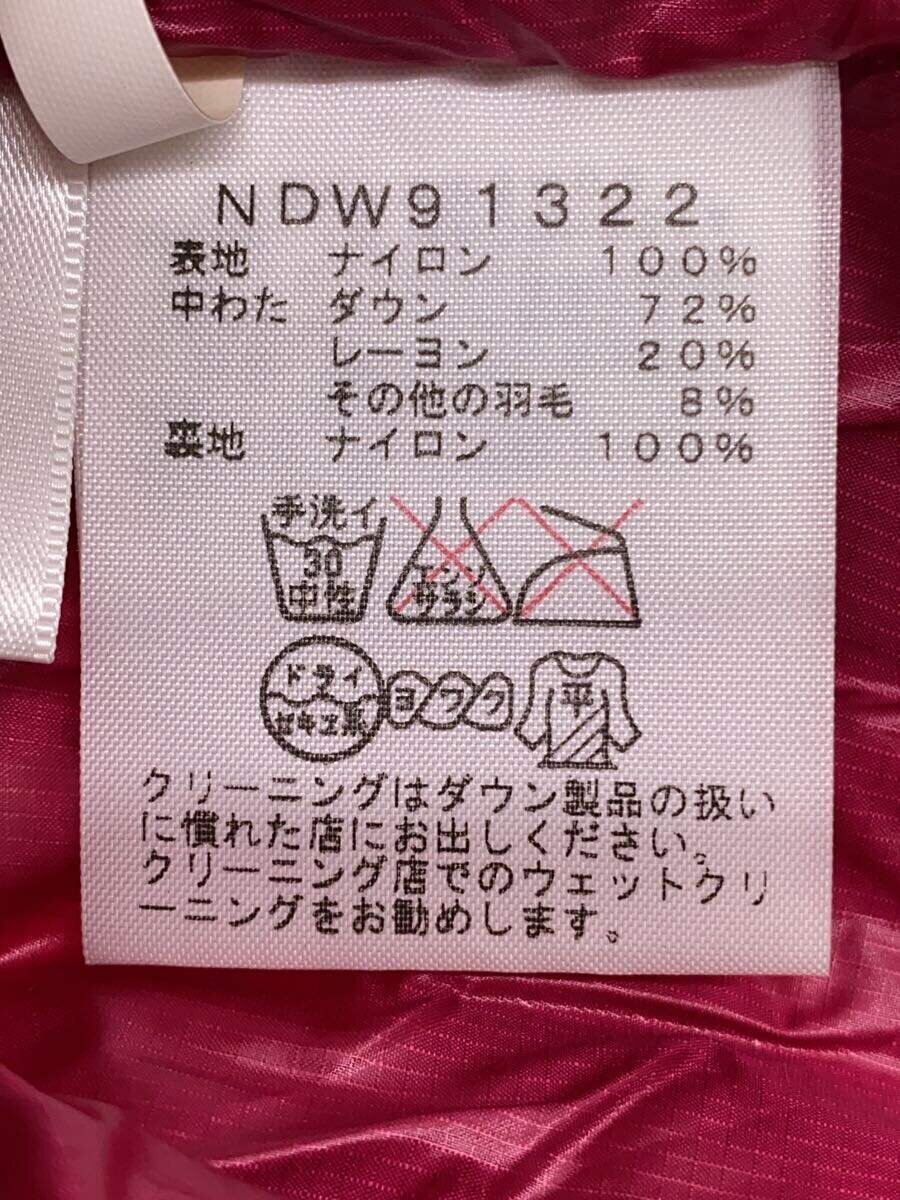 NDW91322
表地 ナイロン 100%
中わた ダウン 72%
レーヨン 20%
その他の羽毛 8%
裏地 ナイロン 100%
手洗イ
30
中性
エンソ
サラシ
ドライ
セキユ系
ヨワク
平
クリーニングはダウン製品の扱い
に慣れた店にお出しください。
クリーニング店でのウェットクリ
ーニングをお勧めします。